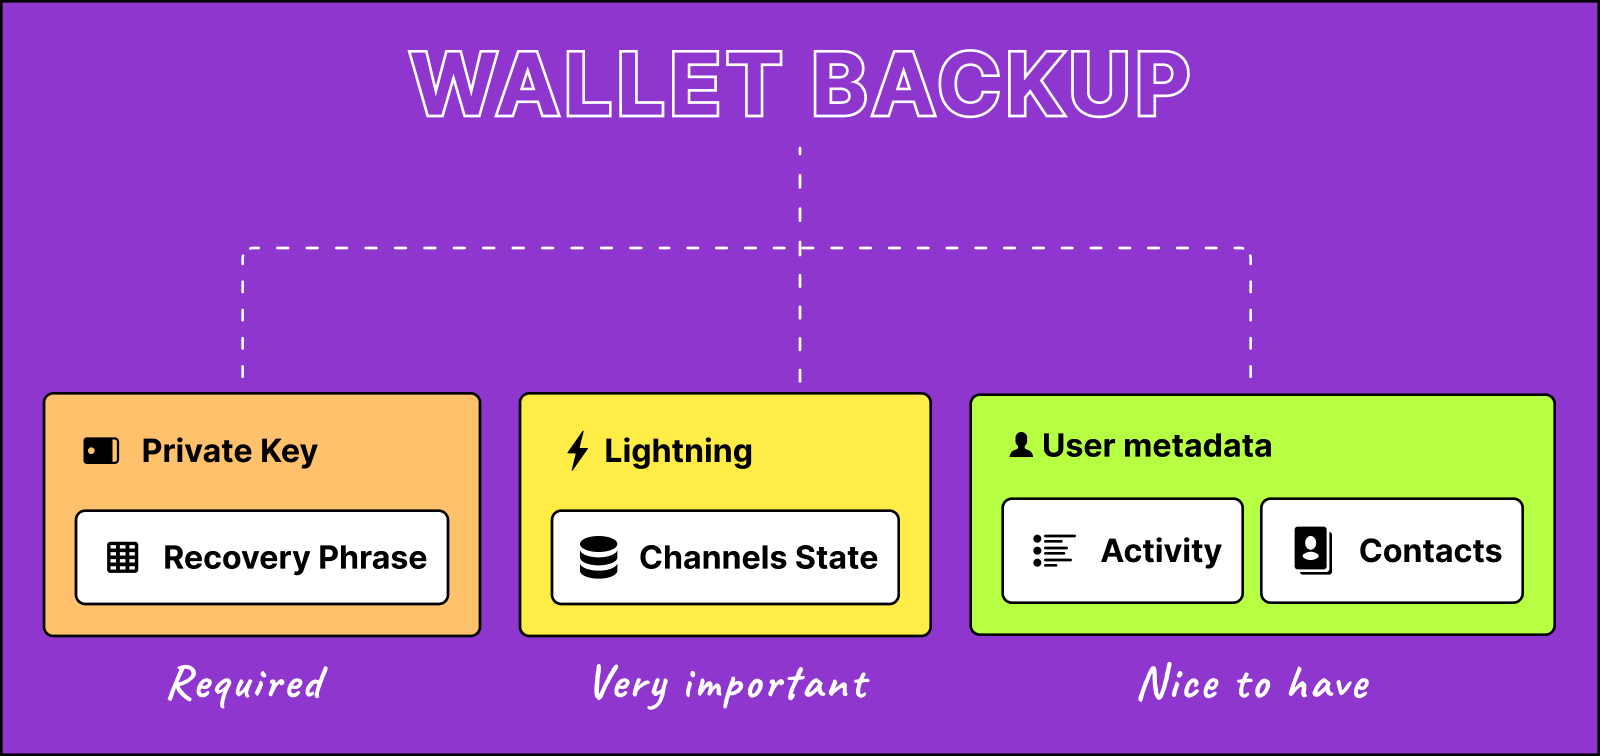 WALLET BACKUP
Private Key
Recovery Phrase
Required
Lightning
Channels State
Very important
User metadata
Activity
Contacts
Nice to have